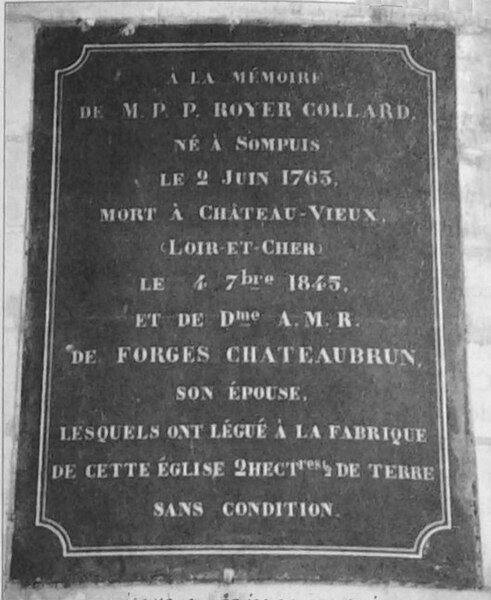 À LA MÉMOIRE
DE M. P. P. ROYER COLLARD,
NÉ À SOMPUIS
LE 2 JUIN 1763,
MORT À CHÂTEAU-VIEUX,
(LOIR-ET-CHER)
LE 4 7bre 1845,
ET DE Dme A. M. R.
DE FORGES CHATEAUBRUN,
SON ÉPOUSE,
LESQUELS ONT LÉGUÉ À LA FABRIQUE
DE CETTE ÉGLISE 2 HECTres ½ DE TERRE
SANS CONDITION.